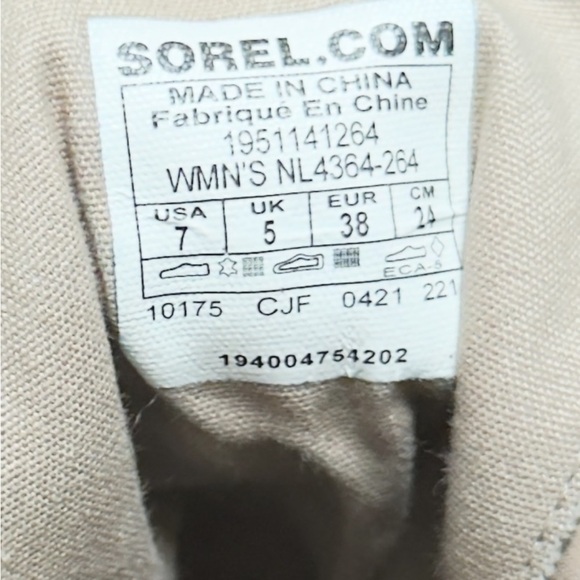 SOREL.COM
MADE IN CHINA
Fabriqué En Chine
1951141264
WMN'S NL4364-264
USA UK EUR CM
7 5 38 24
ECA-S
10175 CJF 0421 221
194004754202